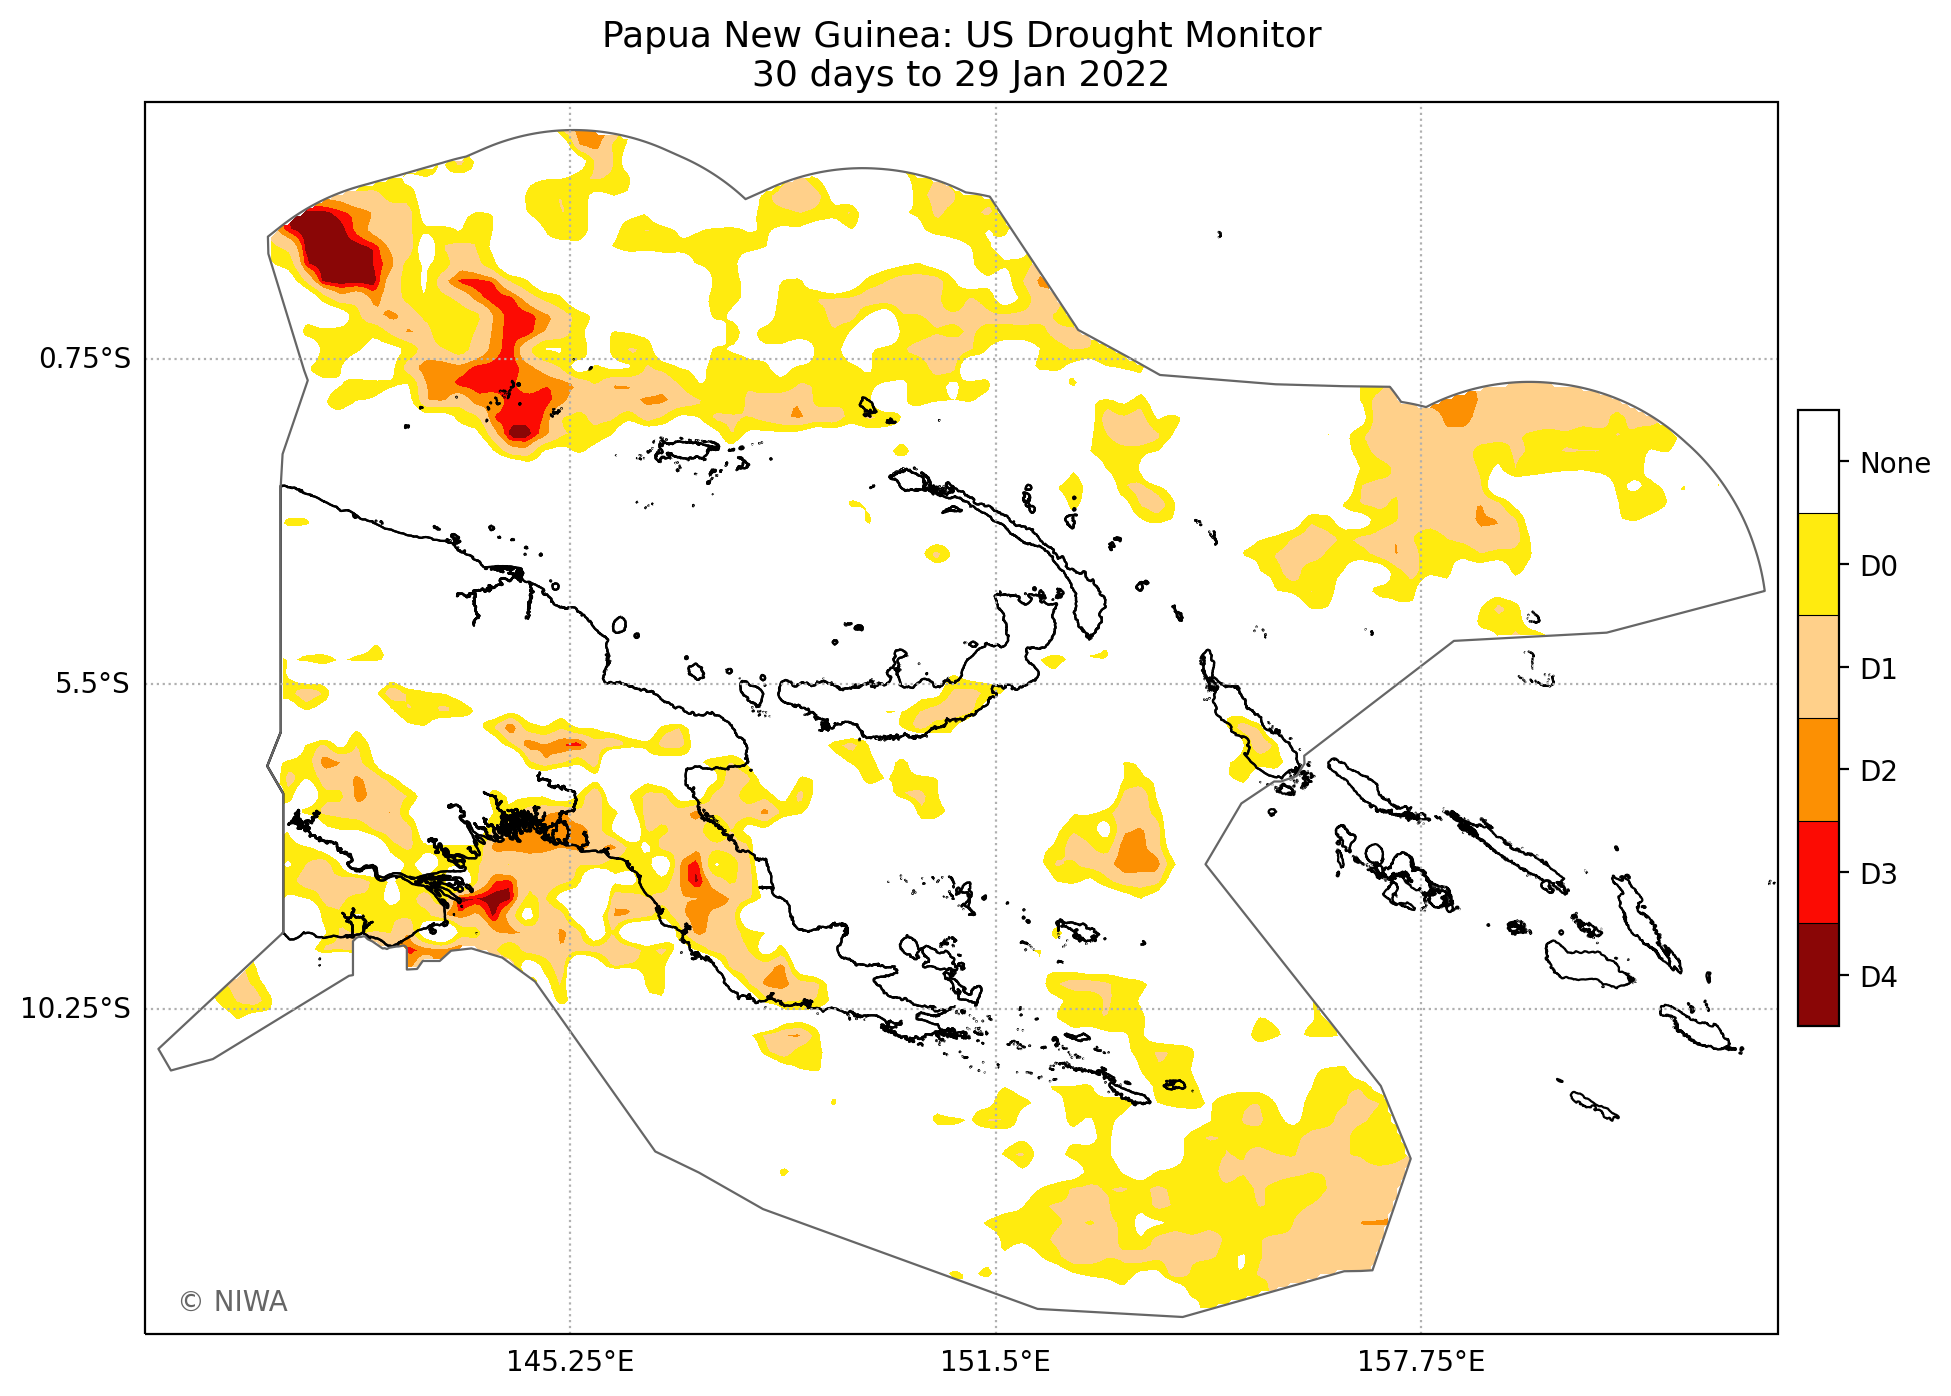 Papua New Guinea: US Drought Monitor
30 days to 29 Jan 2022
0.75°S
5.5°S
10.25°S
145.25°E
151.5°E
157.75°E
None
D0
D1
D2
D3
D4
© NIWA